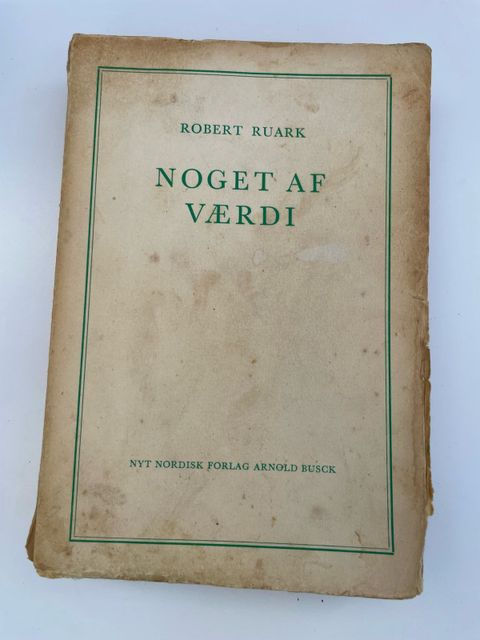 ROBERT RUARK
NOGET AF
VÆRDI
NYT NORDISK FORLAG ARNOLD BUSCK